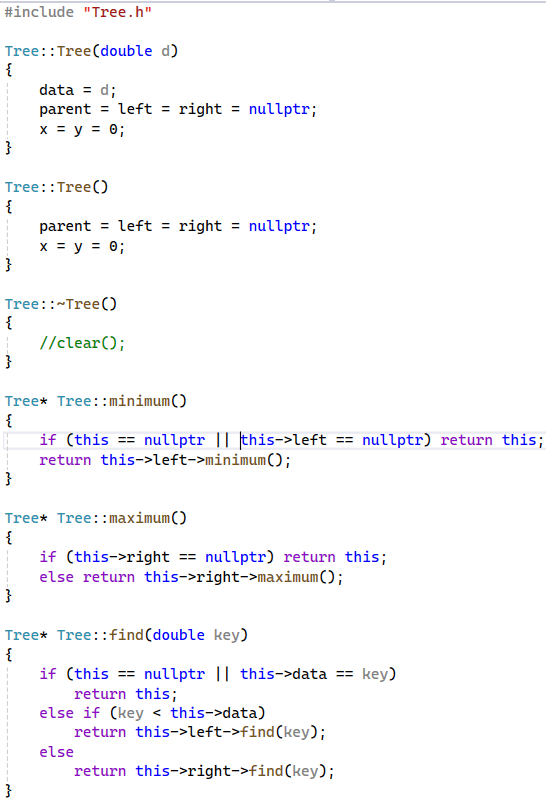 #include "Tree.h"
Tree::Tree(double d)
{
data = d;
parent = left = right = nullptr;
x = y = 0;
}
Tree::Tree()
{
parent = left = right = nullptr;
x = y = 0;
}
Tree::~Tree()
{
//clear();
}
Tree* Tree::minimum()
{
if (this == nullptr || this->left == nullptr) return this;
return this->left->minimum();
}
Tree* Tree::maximum()
{
if (this->right == nullptr) return this;
else return this->right->maximum();
}
Tree* Tree::find(double key)
{
if (this == nullptr || this->data == key)
return this;
else if (key < this->data)
return this->left->find(key);
else
return this->right->find(key);
}